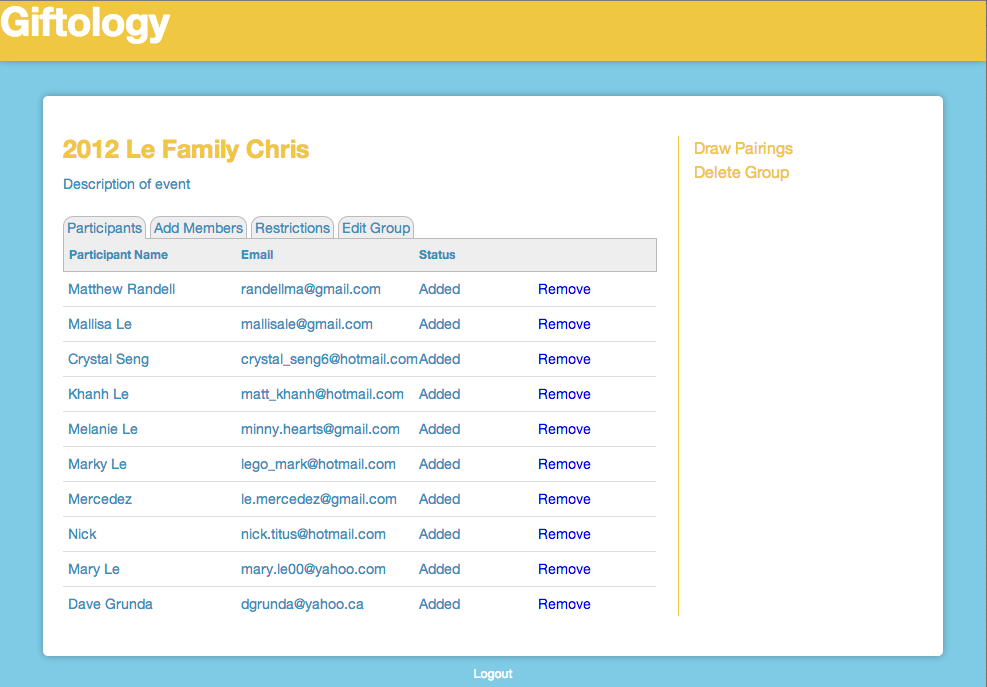 Giftology
2012 Le Family Chris
Draw Pairings
Description of event
Delete Group
Participants Add Members Restrictions Edit Group
Participant Name Email Status
Matthew Randell randellma@gmail.com Added Remove
Mallisa Le mallisale@gmail.com Added Remove
Crystal Seng crystal_seng6@hotmail.com Added Remove
Khanh Le matt_khanh@hotmail.com Added Remove
Melanie Le minny.hearts@gmail.com Added Remove
Marky Le lego_mark@hotmail.com Added Remove
Mercedez le.mercedez@gmail.com Added Remove
Nick nick.titus@hotmail.com Added Remove
Mary Le mary.le00@yahoo.com Added Remove
Dave Grunda dgrunda@yahoo.ca Added Remove
Logout